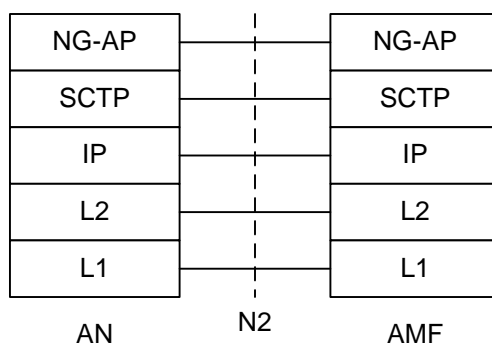 NG-AP NG-AP
SCTP SCTP
IP IP
L2 L2
L1 L1
AN N2 AMF